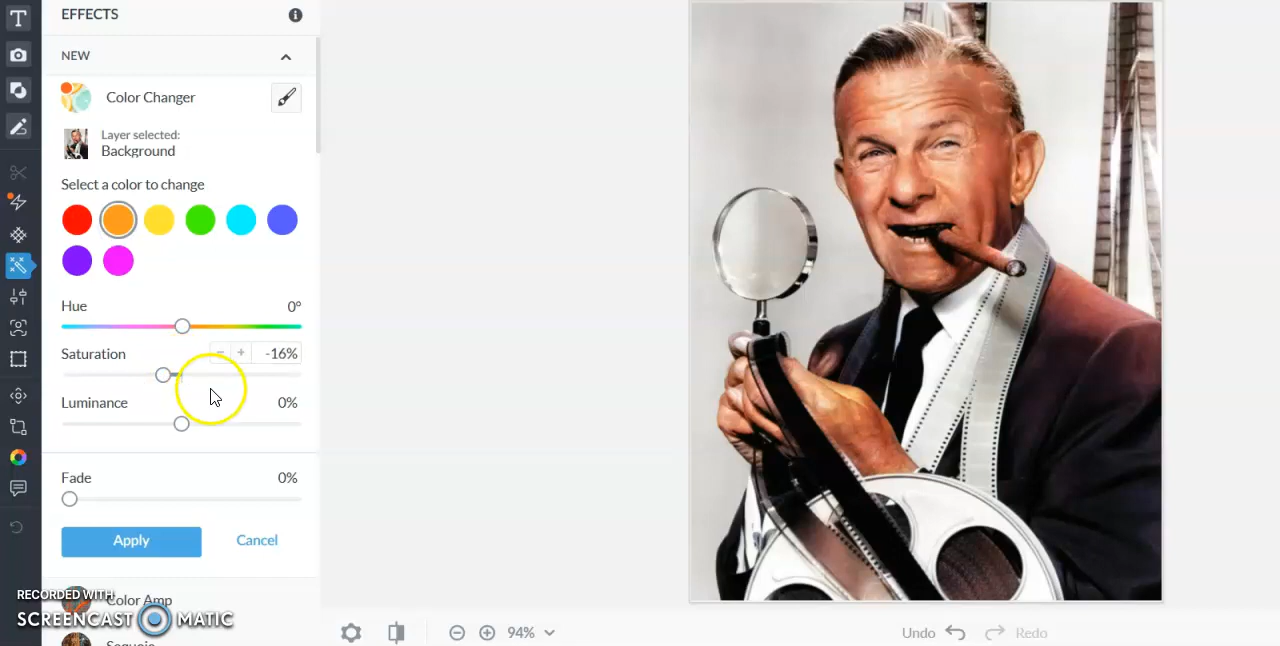 EFFECTS
NEW
Color Changer
Layer selected:
Background
Select a color to change
Hue 0°
Saturation - + -16%
Luminance 0%
Fade 0%
Apply Cancel
Color Amp
RECORDED WITH
SCREENCAST MATIC
Sequoia
94%
Undo Redo